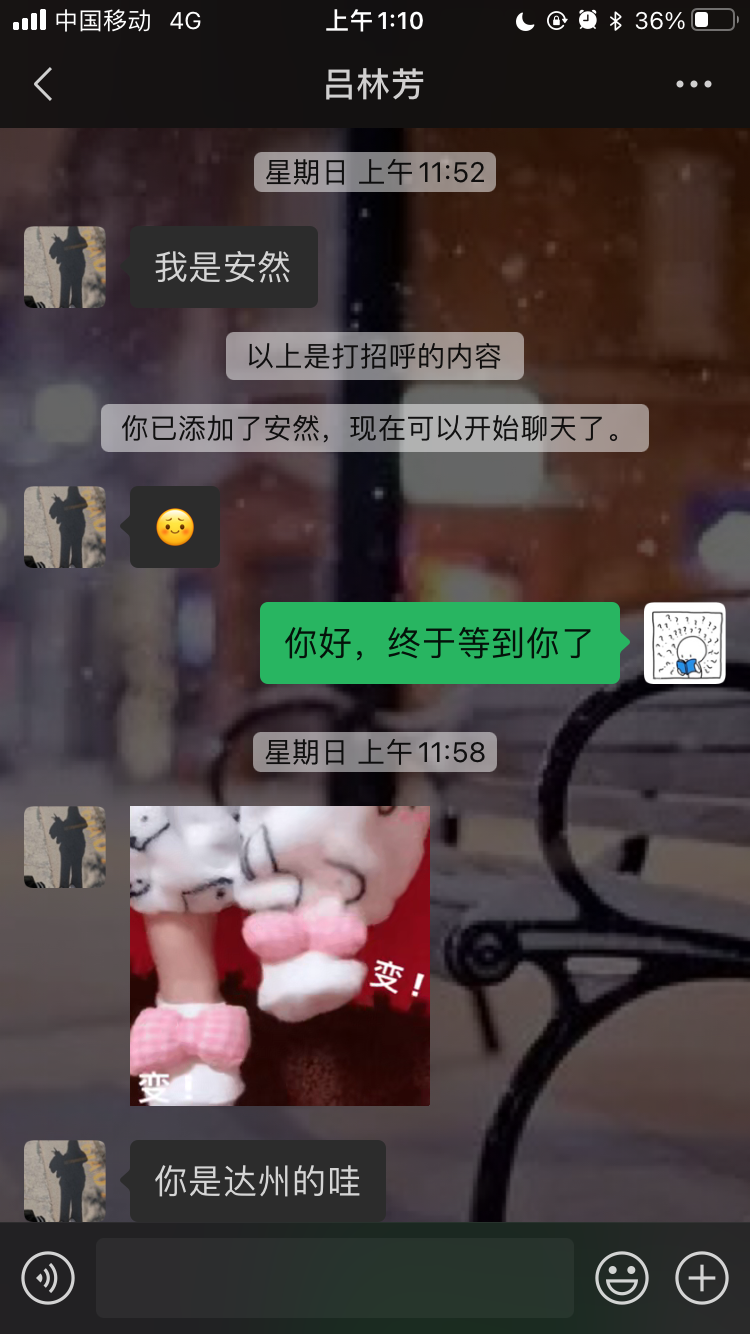 中国移动 4G 上午1:10 36%
吕林芳
星期日 上午11:52
我是安然
以上是打招呼的内容
你已添加了安然，现在可以开始聊天了。
你好，终于等到你了
星期日 上午11:58
变！
变！
你是达州的哇